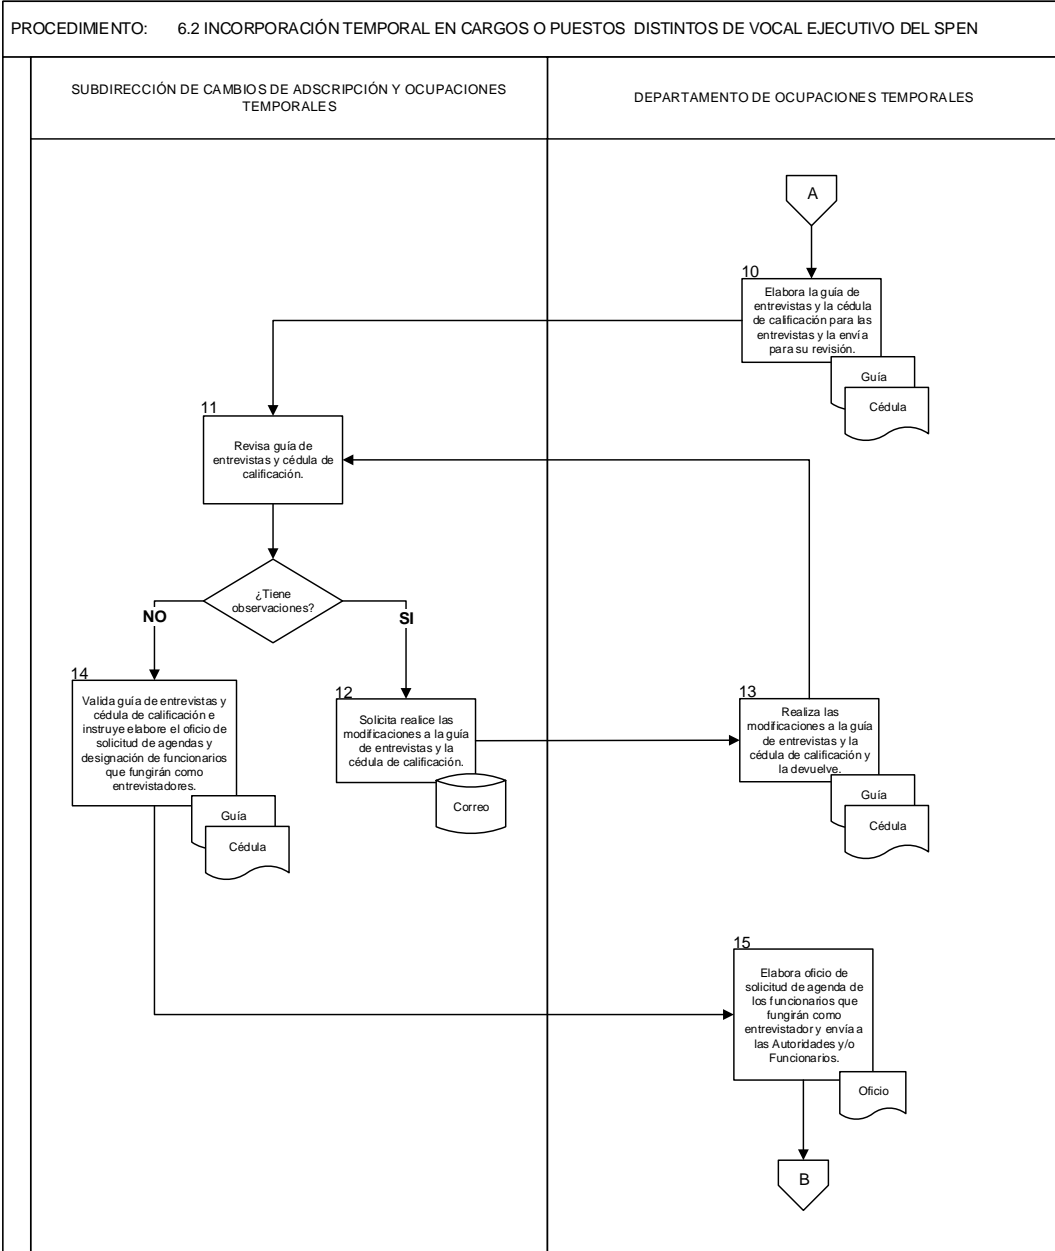 PROCEDIMIENTO: 6.2 INCORPORACIÓN TEMPORAL EN CARGOS O PUESTOS DISTINTOS DE VOCAL EJECUTIVO DEL SPEN
SUBDIRECCIÓN DE CAMBIOS DE ADSCRIPCIÓN Y OCUPACIONES
TEMPORALES
DEPARTAMENTO DE OCUPACIONES TEMPORALES
A
10
Elabora la guía de
entrevistas y la cédula
de calificación para las
entrevistas y la envía
para su revisión.
Guía
Cédula
11
Revisa guía de
entrevistas y cédula de
calificación.
¿Tiene
observaciones?
NO
SI
14
Valida guía de entrevistas y
cédula de calificación e
instruye elabore el oficio de
solicitud de agendas y
designación de funcionarios
que fungirán como
entrevistadores.
Guía
Cédula
12
Solicita realice las
modificaciones a la guía
de entrevistas y la
cédula de calificación.
Correo
13
Realiza las
modificaciones a la guía
de entrevistas y la
cédula de calificación y
la devuelve.
Guía
Cédula
15
Elabora oficio de
solicitud de agenda de
los funcionarios que
fungirán como
entrevistador y envía a
las Autoridades y/o
Funcionarios.
Oficio
B